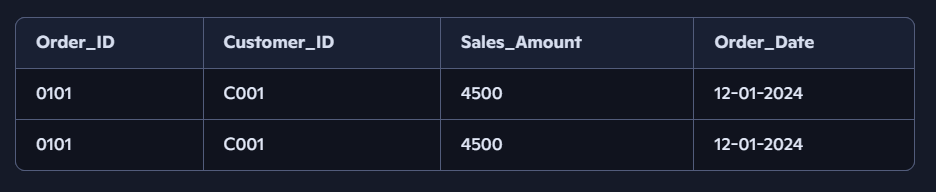 Order_ID Customer_ID Sales_Amount Order_Date
0101 C001 4500 12-01-2024
0101 C001 4500 12-01-2024